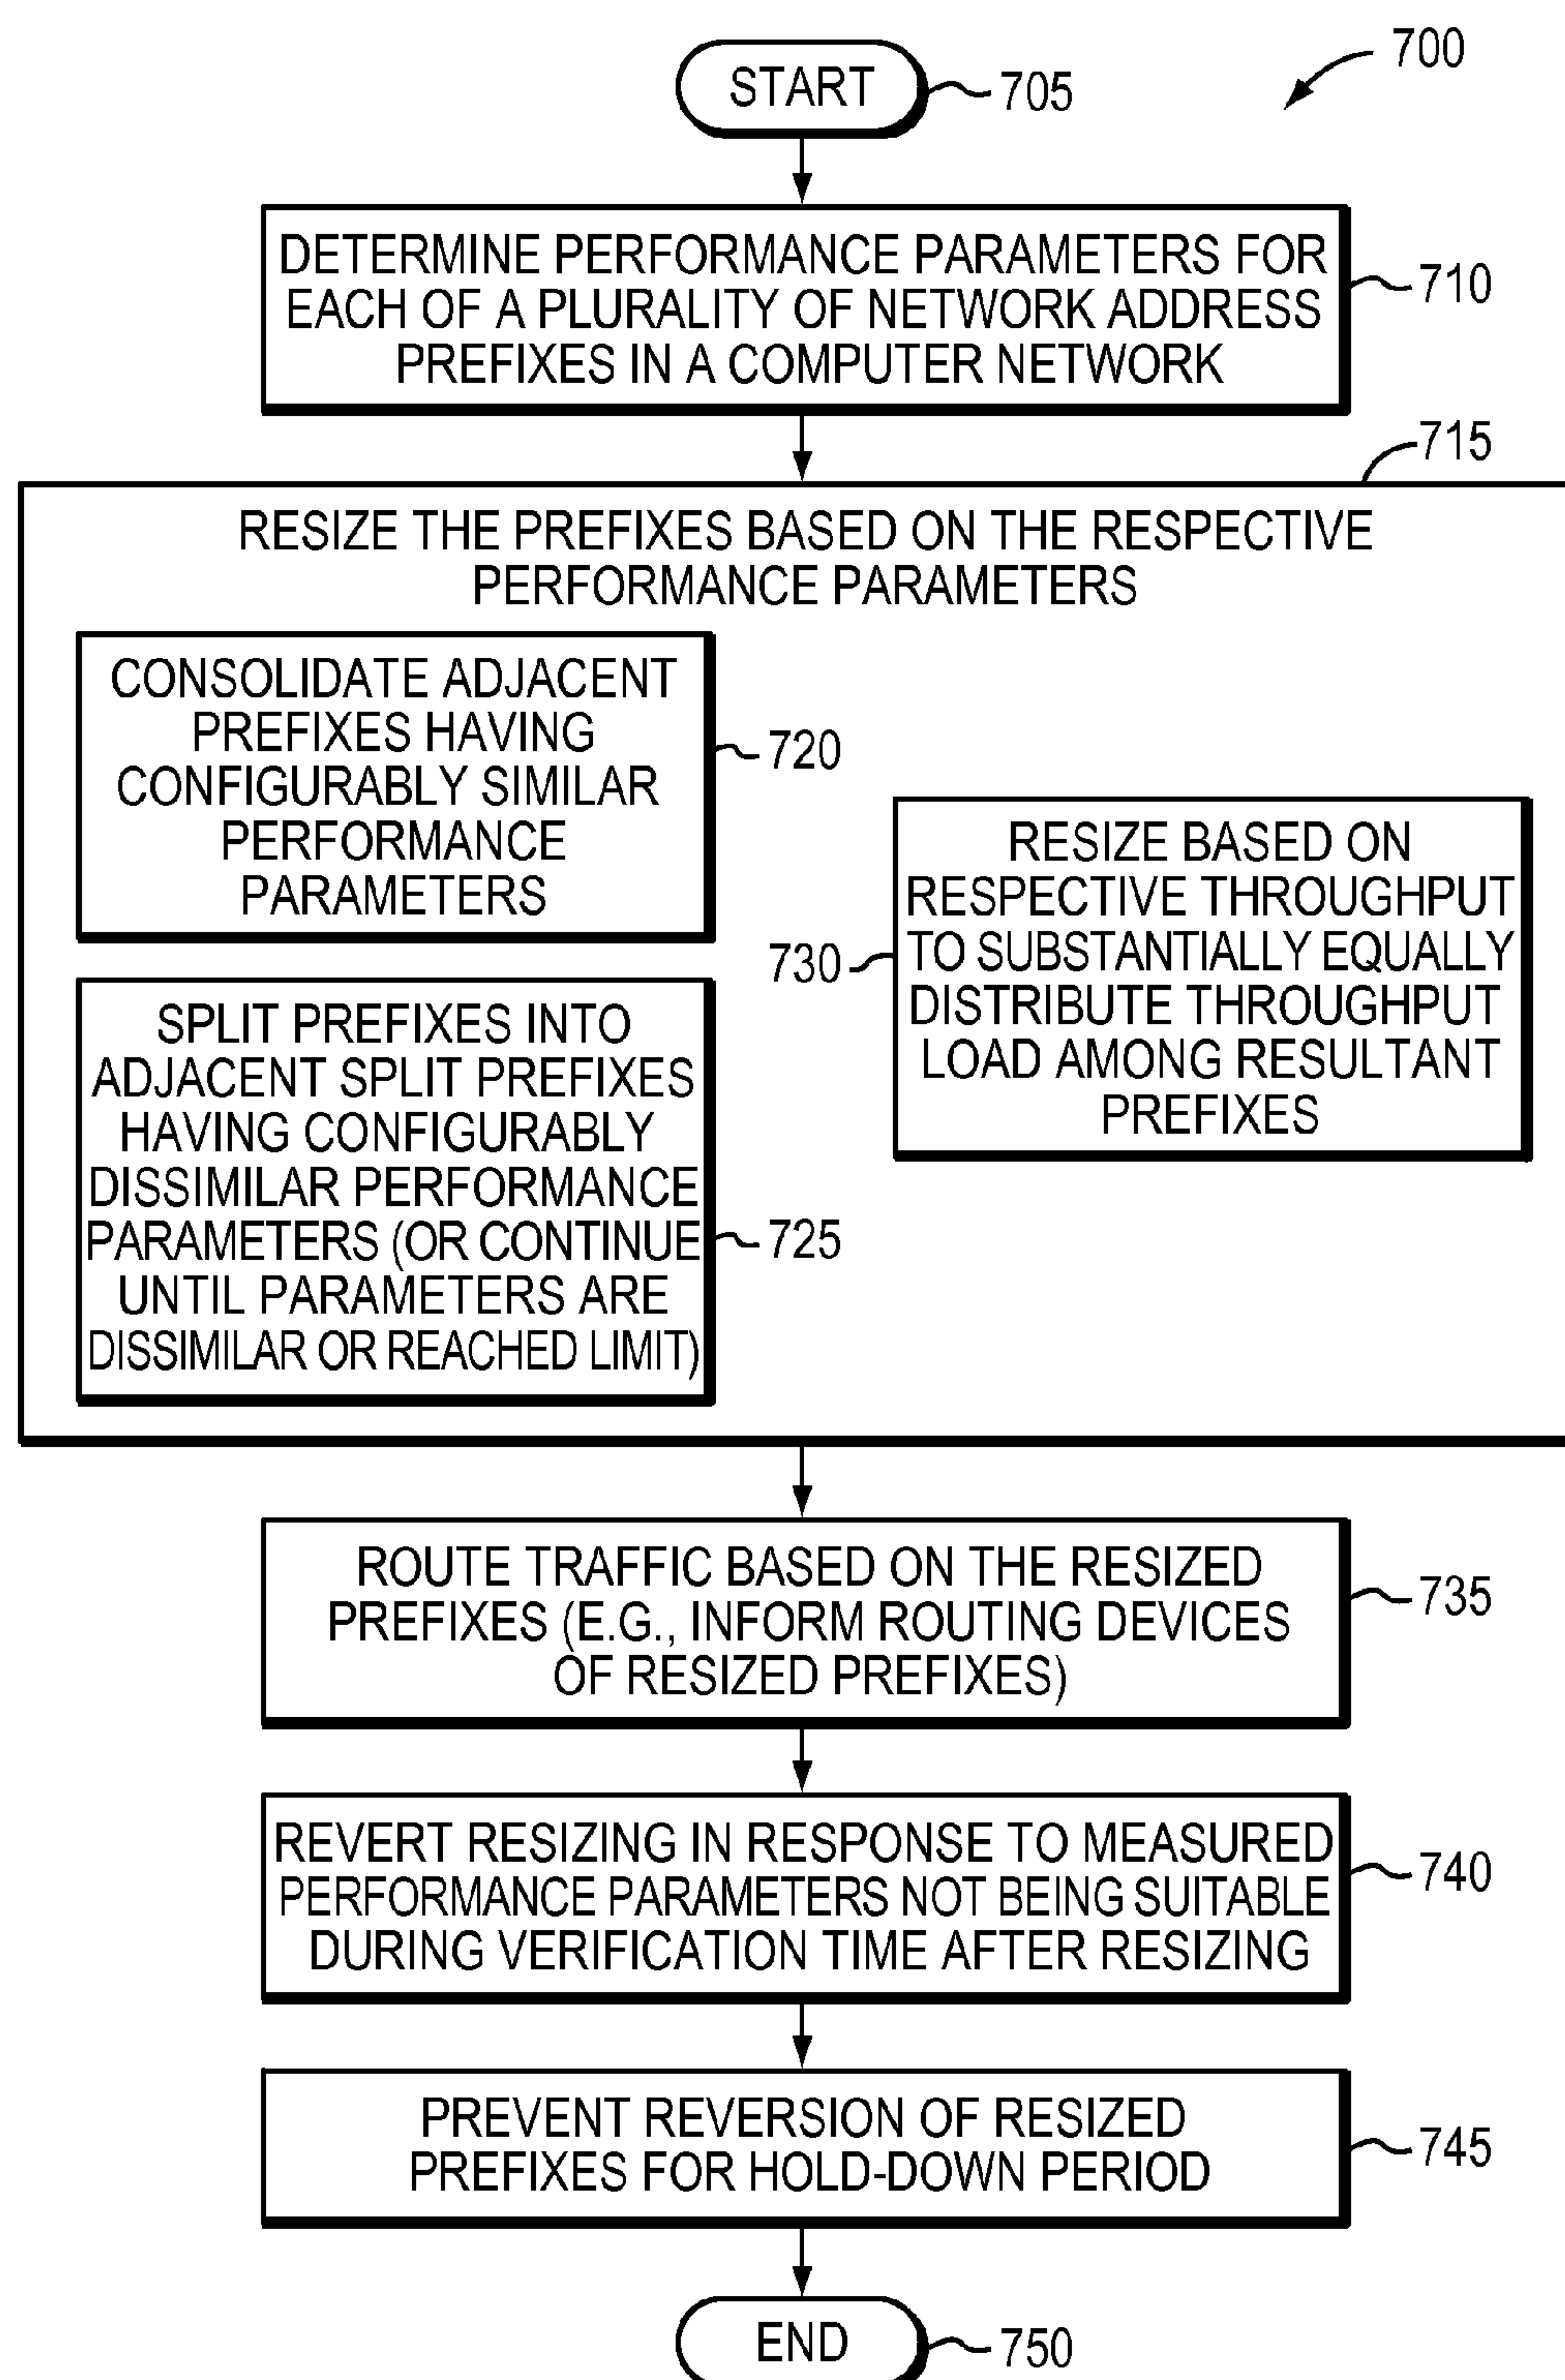 700
START
705
DETERMINE PERFORMANCE PARAMETERS FOR
EACH OF A PLURALITY OF NETWORK ADDRESS
PREFIXES IN A COMPUTER NETWORK
710
715
RESIZE THE PREFIXES BASED ON THE RESPECTIVE
PERFORMANCE PARAMETERS
CONSOLIDATE ADJACENT
PREFIXES HAVING
CONFIGURABLY SIMILAR
PERFORMANCE
PARAMETERS
720
SPLIT PREFIXES INTO
ADJACENT SPLIT PREFIXES
HAVING CONFIGURABLY
DISSIMILAR PERFORMANCE
PARAMETERS (OR CONTINUE
UNTIL PARAMETERS ARE
DISSIMILAR OR REACHED LIMIT)
725
730
RESIZE BASED ON
RESPECTIVE THROUGHPUT
TO SUBSTANTIALLY EQUALLY
DISTRIBUTE THROUGHPUT
LOAD AMONG RESULTANT
PREFIXES
ROUTE TRAFFIC BASED ON THE RESIZED
PREFIXES (E.G., INFORM ROUTING DEVICES
OF RESIZED PREFIXES)
735
REVERT RESIZING IN RESPONSE TO MEASURED
PERFORMANCE PARAMETERS NOT BEING SUITABLE
DURING VERIFICATION TIME AFTER RESIZING
740
PREVENT REVERSION OF RESIZED
PREFIXES FOR HOLD-DOWN PERIOD
745
END
750